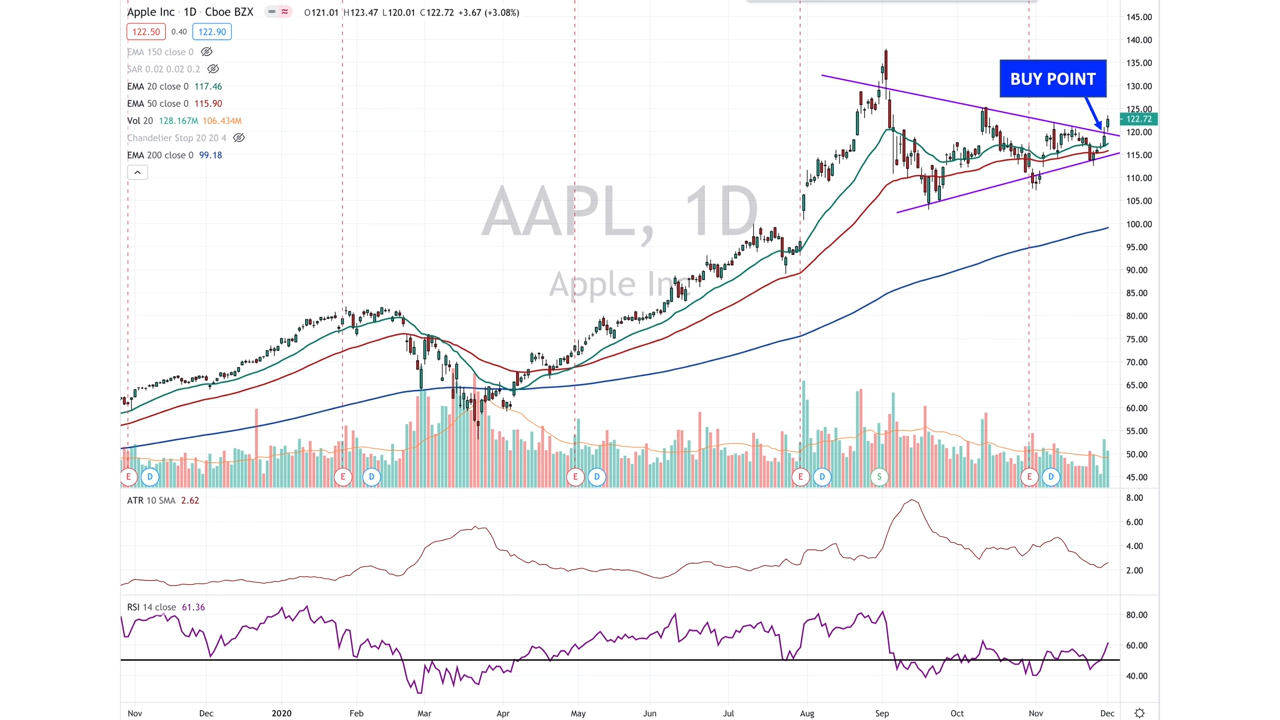 Apple Inc · 1D · Cboe BZX O121.01 H123.47 L120.01 C122.72 +3.67 (+3.08%)
122.50 0.40 122.90
EMA 150 close 0
SAR 0.02 0.02 0.2
EMA 20 close 0 117.46
EMA 50 close 0 115.90
Vol 20 128.167M 106.434M
Chandelier Stop 20 20 4
EMA 200 close 0 99.18
BUY POINT
AAPL, 1D
Apple Inc
145.00
140.00
135.00
130.00
125.00
122.72
120.00
115.00
110.00
105.00
100.00
95.00
90.00
85.00
80.00
75.00
70.00
65.00
60.00
55.00
50.00
45.00
E D E D E D E D S E D
ATR 10 SMA 2.62
8.00
6.00
4.00
2.00
RSI 14 close 61.36
80.00
60.00
40.00
Nov Dec 2020 Feb Mar Apr May Jun Jul Aug Sep Oct Nov Dec